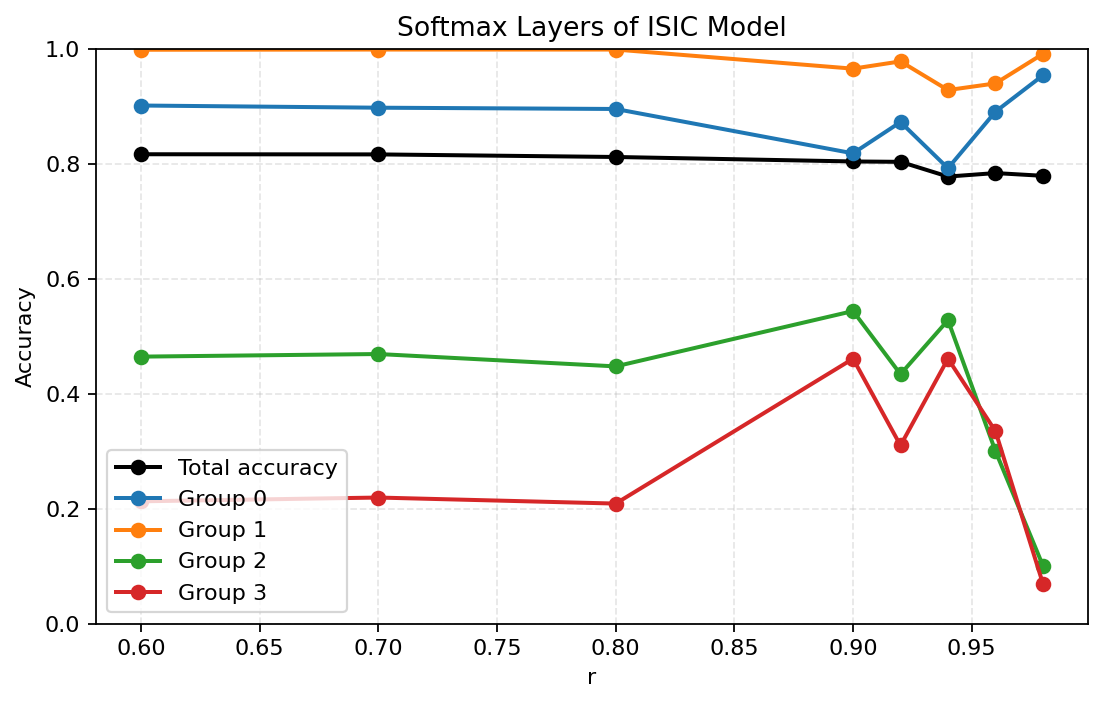 Softmax Layers of ISIC Model
1.0
0.8
0.6
0.4
0.2
0.0
Accuracy
Total accuracy
Group 0
Group 1
Group 2
Group 3
0.60 0.65 0.70 0.75 0.80 0.85 0.90 0.95
r